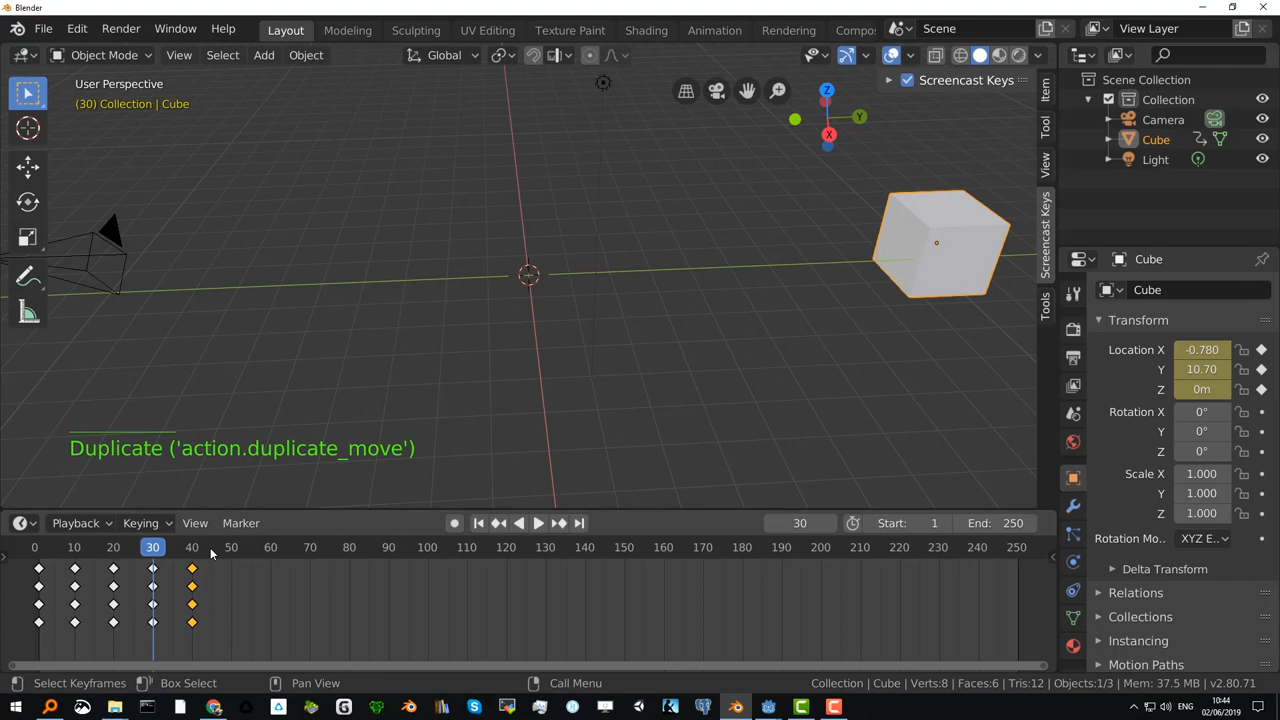 Blender
File Edit Render Window Help Layout Modeling Sculpting UV Editing Texture Paint Shading Animation Rendering Compos Scene View Layer
Object Mode View Select Add Object Global
User Perspective
(30) Collection | Cube
Screencast Keys
Z
Y
X
Item
Tool
View
Screencast Keys
Tools
Scene Collection
Collection
Camera
Cube
Light
Cube
Cube
Transform
Location X -0.780
Y 10.70
Z 0m
Rotation X 0°
Y 0°
Z 0°
Scale X 1.000
Y 1.000
Z 1.000
Rotation Mo.. XYZ E..
Delta Transform
Relations
Collections
Instancing
Materials
Motion Paths
Duplicate ('action.duplicate_move')
Playback Keying View Marker 30 Start: 1 End: 250
0 10 20 30 40 50 60 70 80 90 100 110 120 130 140 150 160 170 180 190 200 210 220 230 240 250
Select Keyframes Box Select Pan View Call Menu Collection | Cube | Verts:8 | Faces:6 | Tris:12 | Objects:1/3 | Mem: 37.5 MB | v2.80.71
ENG 10:44
02/06/2019